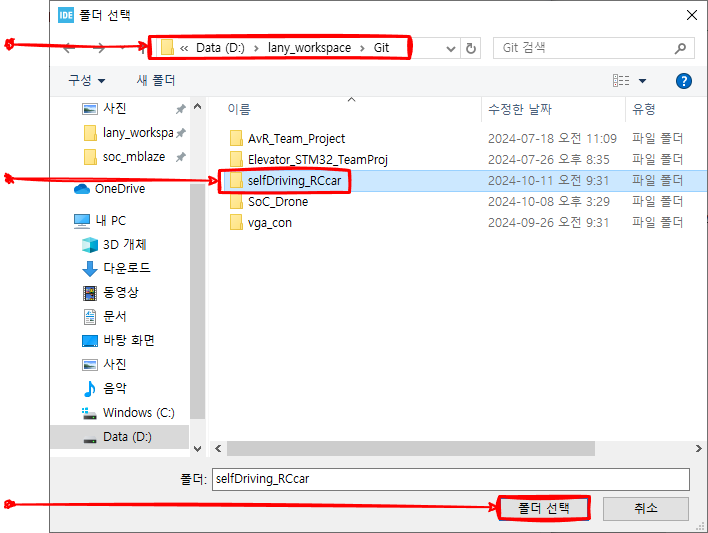 IDE 폴더 선택
« Data (D:) > lany_workspace > Git
Git 검색
구성
새 폴더
?
사진
lany_workspa
soc_mblaze
OneDrive
내 PC
3D 개체
다운로드
동영상
문서
바탕 화면
사진
음악
Windows (C:)
Data (D:)
이름 수정한 날짜 유형
AvR_Team_Project 2024-07-18 오전 11:09 파일 폴더
Elevator_STM32_TeamProj 2024-07-26 오후 8:35 파일 폴더
selfDriving_RCcar 2024-10-11 오전 9:31 파일 폴더
SoC_Drone 2024-10-08 오후 3:29 파일 폴더
vga_con 2024-09-26 오전 9:31 파일 폴더
폴더: selfDriving_RCcar
폴더 선택 취소